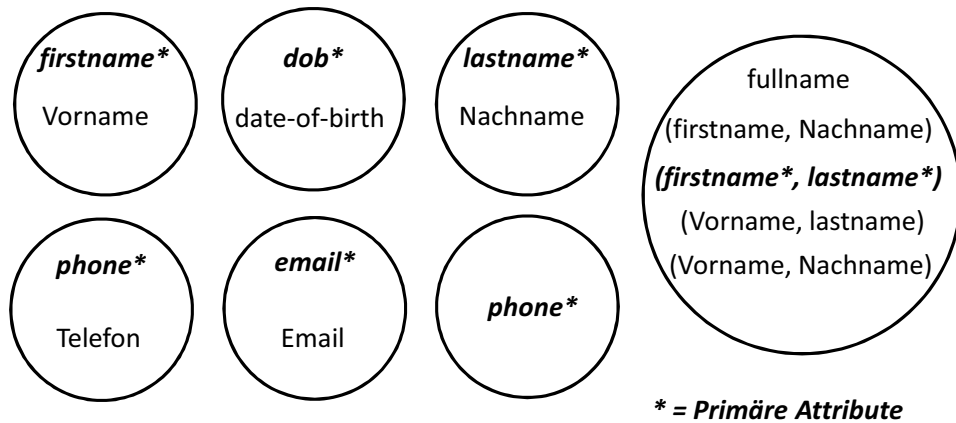 firstname*
Vorname
dob*
date-of-birth
lastname*
Nachname
fullname
(firstname, Nachname)
(firstname*, lastname*)
(Vorname, lastname)
(Vorname, Nachname)
phone*
Telefon
email*
Email
phone*
* = Primäre Attribute